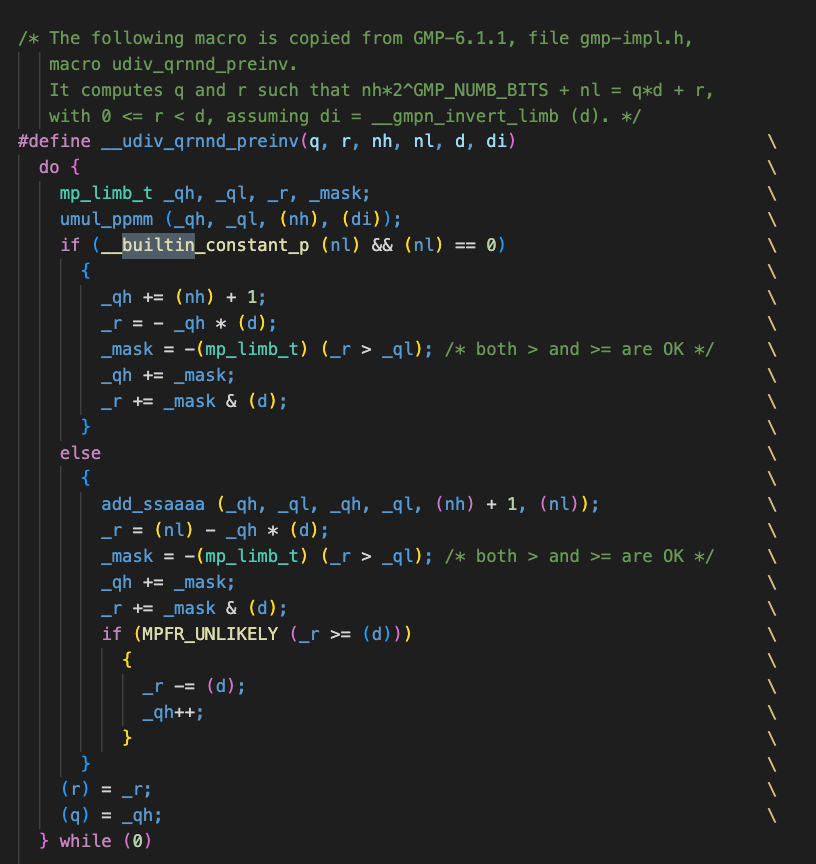 /* The following macro is copied from GMP-6.1.1, file gmp-impl.h,
   macro udiv_qrnnd_preinv.
   It computes q and r such that nh*2^GMP_NUMB_BITS + nl = q*d + r,
   with 0 <= r < d, assuming di = __gmpn_invert_limb (d). */
#define __udiv_qrnnd_preinv(q, r, nh, nl, d, di)                        \
  do {                                                                  \
    mp_limb_t _qh, _ql, _r, _mask;                                      \
    umul_ppmm (_qh, _ql, (nh), (di));                                   \
    if (__builtin_constant_p (nl) && (nl) == 0)                         \
      {                                                                 \
        _qh += (nh) + 1;                                                \
        _r = - _qh * (d);                                               \
        _mask = -(mp_limb_t) (_r > _ql); /* both > and >= are OK */     \
        _qh += _mask;                                                   \
        _r += _mask & (d);                                              \
      }                                                                 \
    else                                                                \
      {                                                                 \
        add_ssaaaa (_qh, _ql, _qh, _ql, (nh) + 1, (nl));                \
        _r = (nl) - _qh * (d);                                          \
        _mask = -(mp_limb_t) (_r > _ql); /* both > and >= are OK */     \
        _qh += _mask;                                                   \
        _r += _mask & (d);                                              \
        if (MPFR_UNLIKELY (_r >= (d)))                                  \
          {                                                             \
            _r -= (d);                                                  \
            _qh++;                                                      \
          }                                                             \
      }                                                                 \
    (r) = _r;                                                           \
    (q) = _qh;                                                          \
  } while (0)